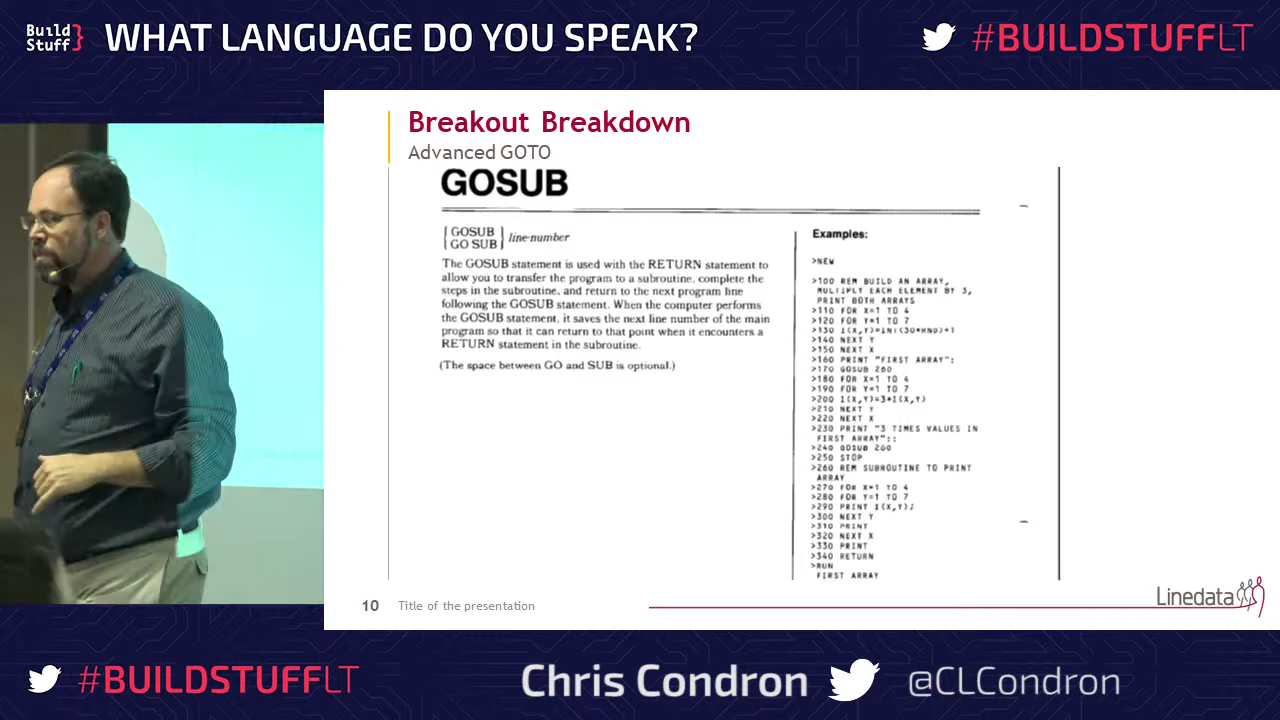 Build
Stuff}
WHAT LANGUAGE DO YOU SPEAK?
#BUILDSTUFFLT
Breakout Breakdown
Advanced GOTO
GOSUB
GOSUB
GO SUB
line-number
The GOSUB statement is used with the RETURN statement to
allow you to transfer the program to a subroutine, complete the
steps in the subroutine, and return to the next program line
following the GOSUB statement. When the computer performs
the GOSUB statement, it saves the next line number of the main
program so that it can return to that point when it encounters a
RETURN statement in the subroutine.
(The space between GO and SUB is optional.)
Examples:
>NEW
>100 REM BUILD AN ARRAY,
MULTIPLY EACH ELEMENT BY 3,
PRINT BOTH ARRAYS
>110 FOR X=1 TO 4
>120 FOR Y=1 TO 7
>130 I(X,Y)=INT(30*RND)+1
>140 NEXT Y
>150 NEXT X
>160 PRINT "FIRST ARRAY":
>170 GOSUB 260
>180 FOR X=1 TO 4
>190 FOR Y=1 TO 7
>200 I(X,Y)=3*I(X,Y)
>210 NEXT Y
>220 NEXT X
>230 PRINT "3 TIMES VALUES IN
FIRST ARRAY"::
>240 GOSUB 260
>250 STOP
>260 REM SUBROUTINE TO PRINT
ARRAY
>270 FOR X=1 TO 4
>280 FOR Y=1 TO 7
>290 PRINT I(X,Y);
>300 NEXT Y
>310 PRINT
>320 NEXT X
>330 PRINT
>340 RETURN
>RUN
FIRST ARRAY
10 Title of the presentation
Linedata
#BUILDSTUFFLT
Chris Condron
@CLCondron